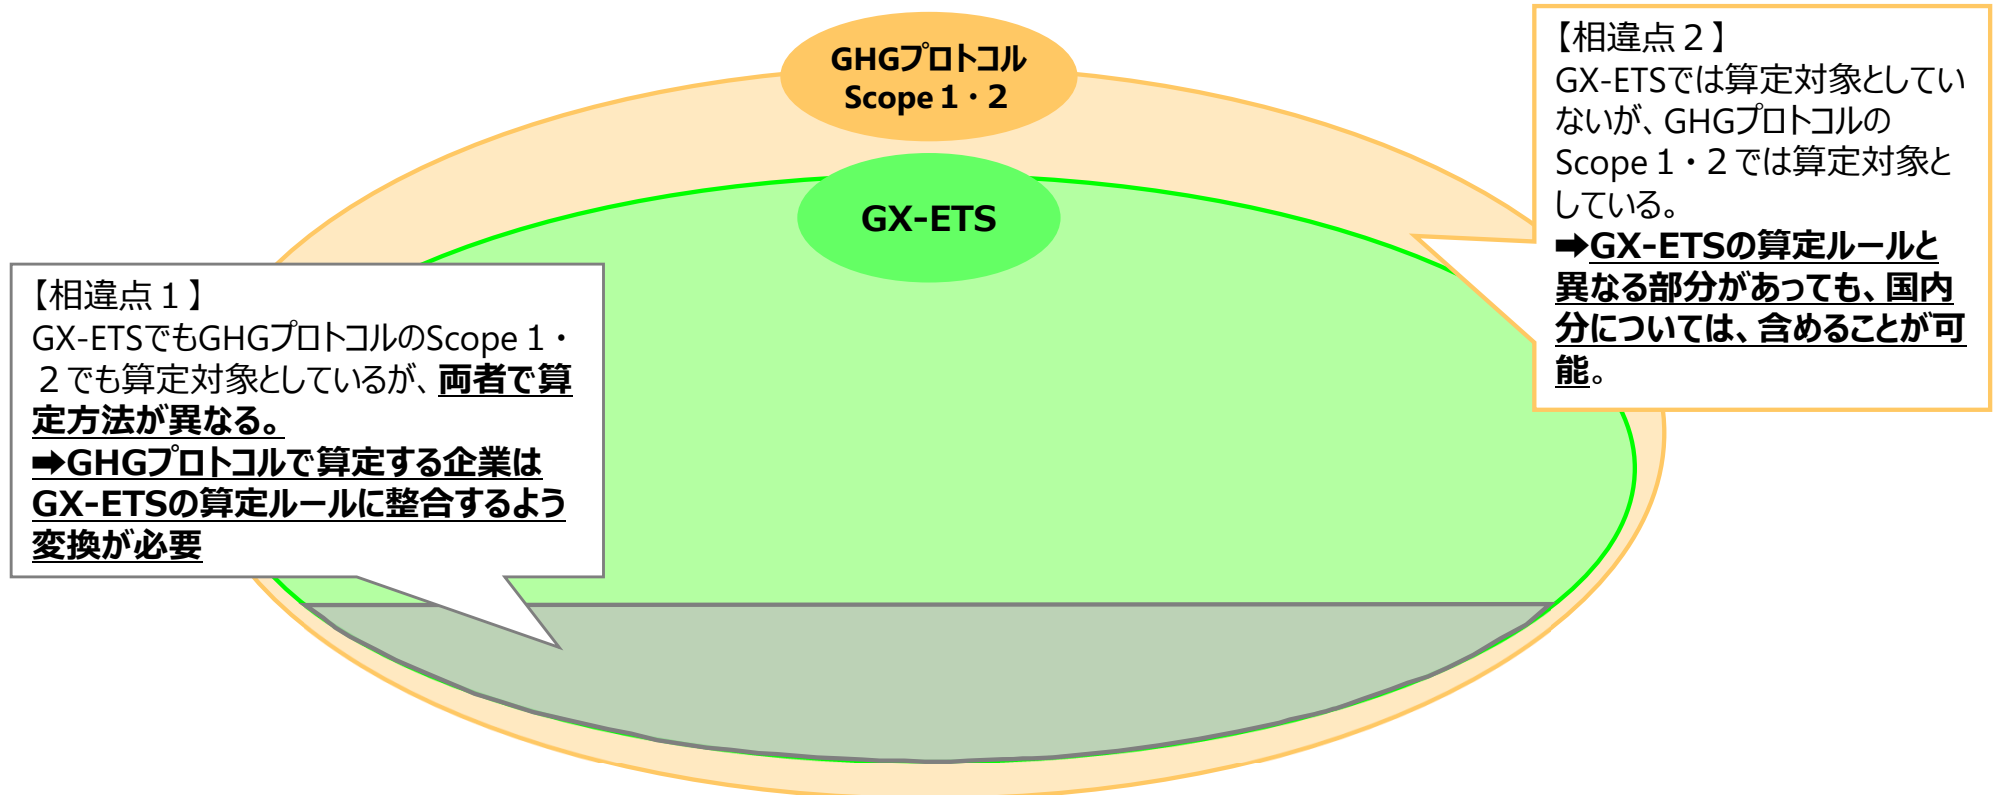 GHGプロトコル
Scope１・２
GX-ETS
【相違点１】
GX-ETSでもGHGプロトコルのScope１・
２でも算定対象としているが、両者で算
定方法が異なる。
➡GHGプロトコルで算定する企業は
GX-ETSの算定ルールに整合するよう
変換が必要
【相違点２】
GX-ETSでは算定対象としてい
ないが、GHGプロトコルの
Scope１・２では算定対象と
している。
➡GX-ETSの算定ルールと
異なる部分があっても、国内
分については、含めることが可
能。